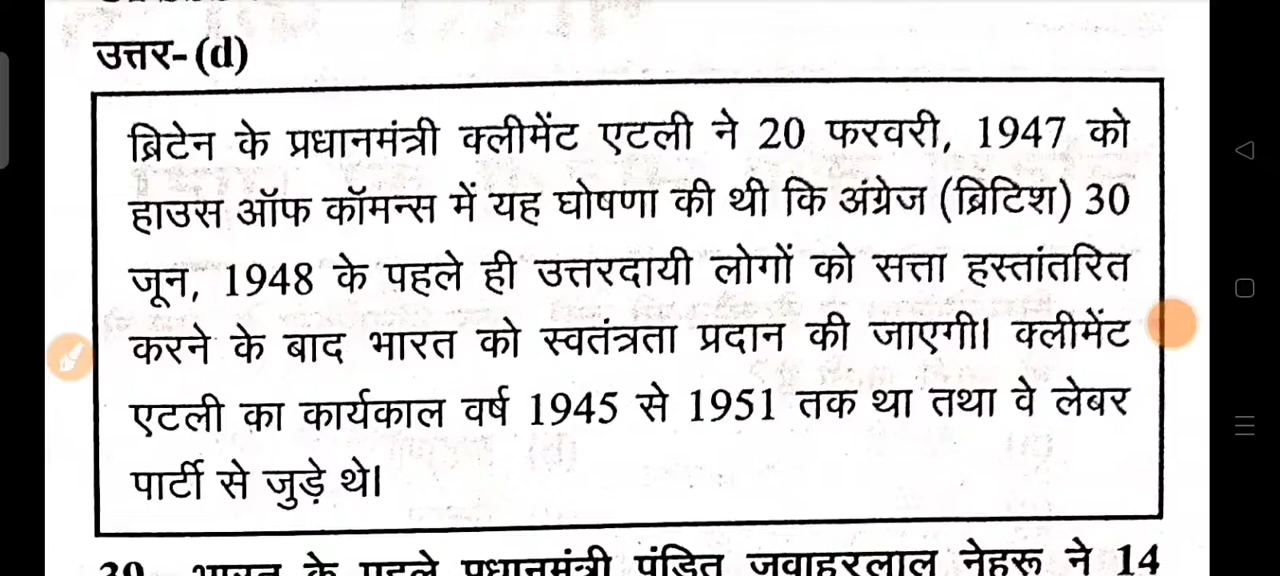 उत्तर-(d)
ब्रिटेन के प्रधानमंत्री क्लीमेंट एटली ने 20 फरवरी, 1947 को
हाउस ऑफ कॉमन्स में यह घोषणा की थी कि अंग्रेज (ब्रिटिश) 30
जून, 1948 के पहले ही उत्तरदायी लोगों को सत्ता हस्तांतरित
करने के बाद भारत को स्वतंत्रता प्रदान की जाएगी। क्लीमेंट
एटली का कार्यकाल वर्ष 1945 से 1951 तक था तथा वे लेबर
पार्टी से जुड़े थे।
39. भारत के पहले प्रधानमंत्री पंडित जवाहरलाल नेहरू ने 14